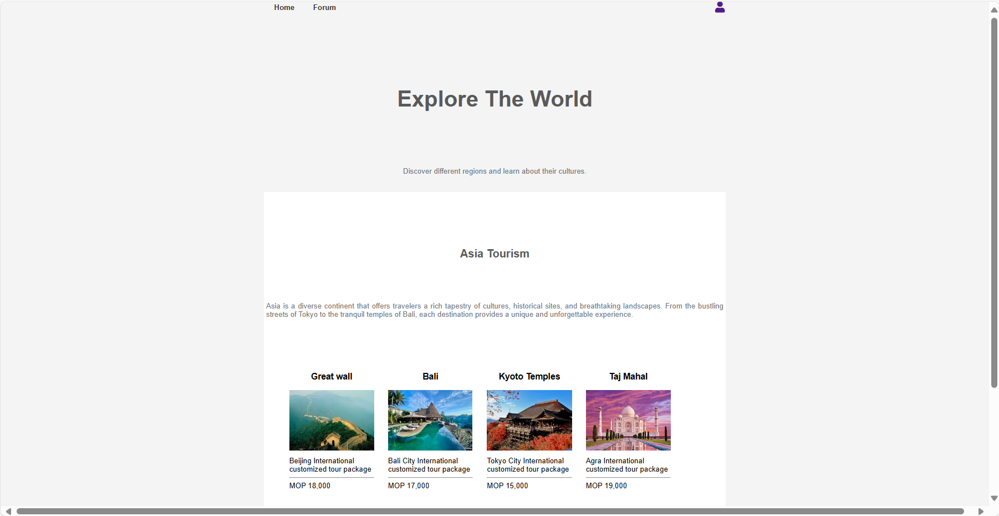 Home Forum
Explore The World
Discover different regions and learn about their cultures.
Asia Tourism
Asia is a diverse continent that offers travelers a rich tapestry of cultures, historical sites, and breathtaking landscapes. From the bustling
streets of Tokyo to the tranquil temples of Bali, each destination provides a unique and unforgettable experience.
Great wall
Beijing International
customized tour package
MOP 18,000
Bali
Bali City International
customized tour package
MOP 17,000
Kyoto Temples
Tokyo City International
customized tour package
MOP 15,000
Taj Mahal
Agra International
customized tour package
MOP 19,000